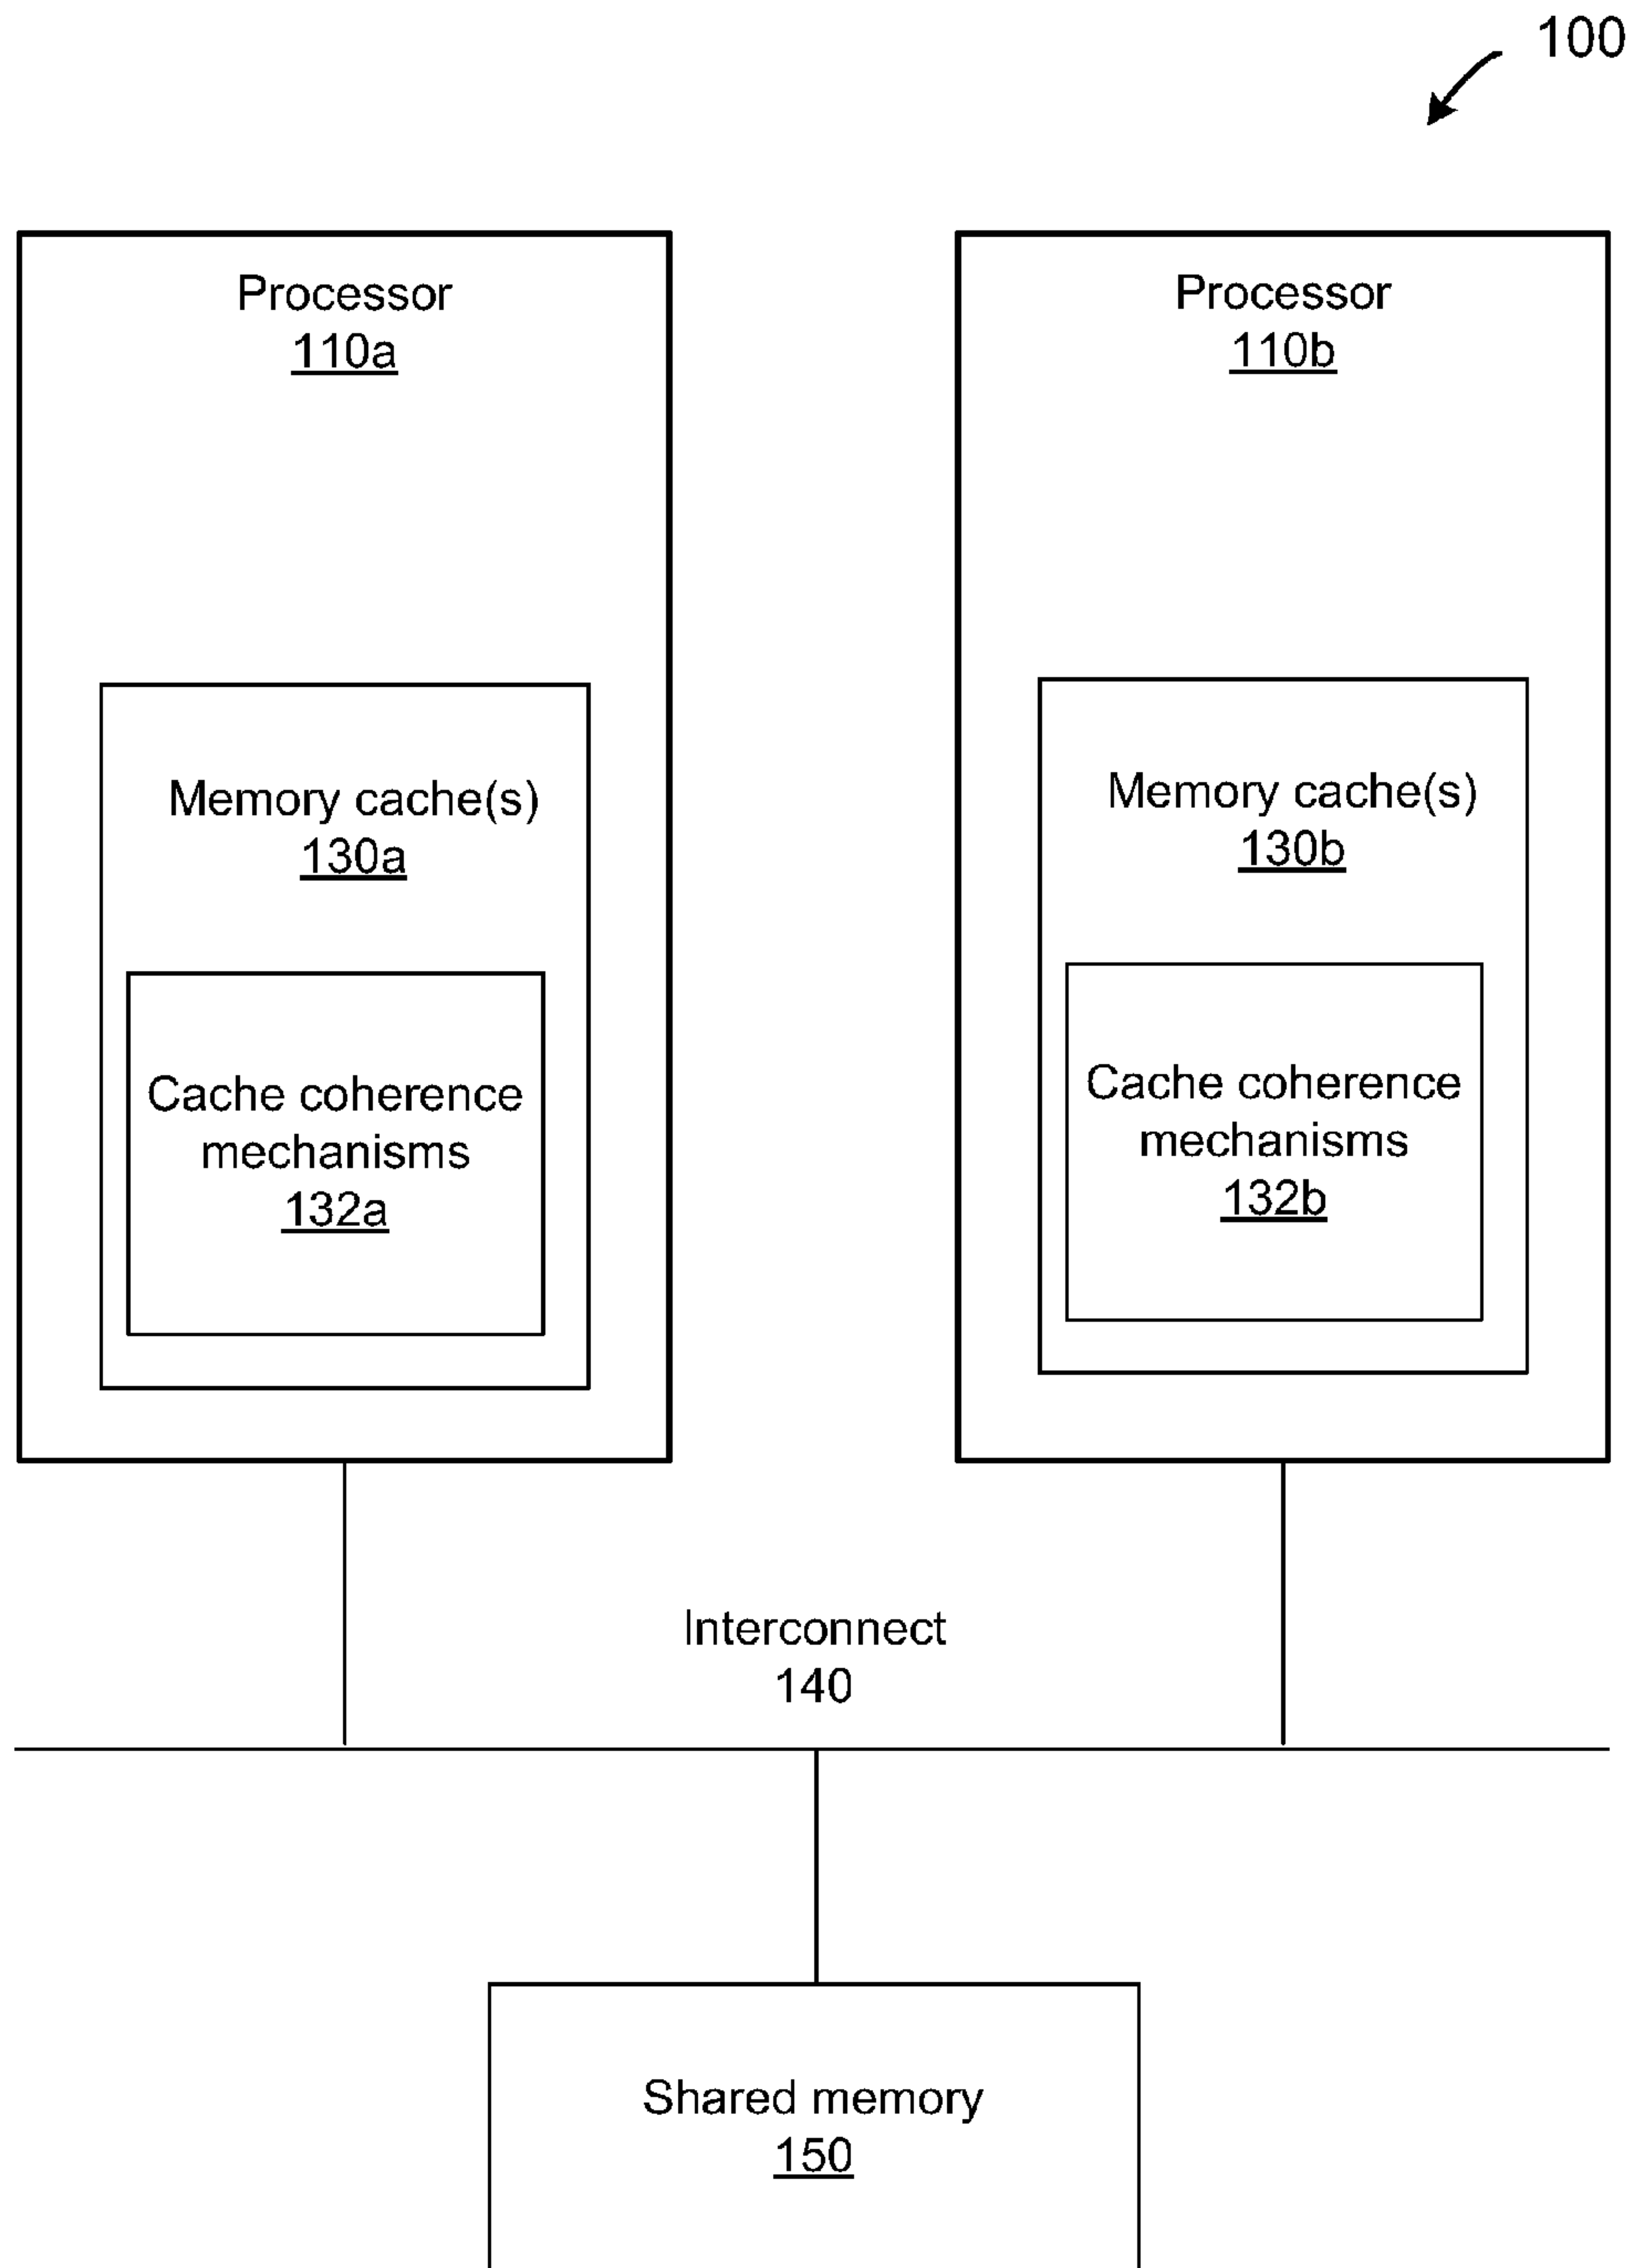 100
Processor
110a
Processor
110b
Memory cache(s)
130a
Memory cache(s)
130b
Cache coherence
mechanisms
132a
Cache coherence
mechanisms
132b
Interconnect
140
Shared memory
150